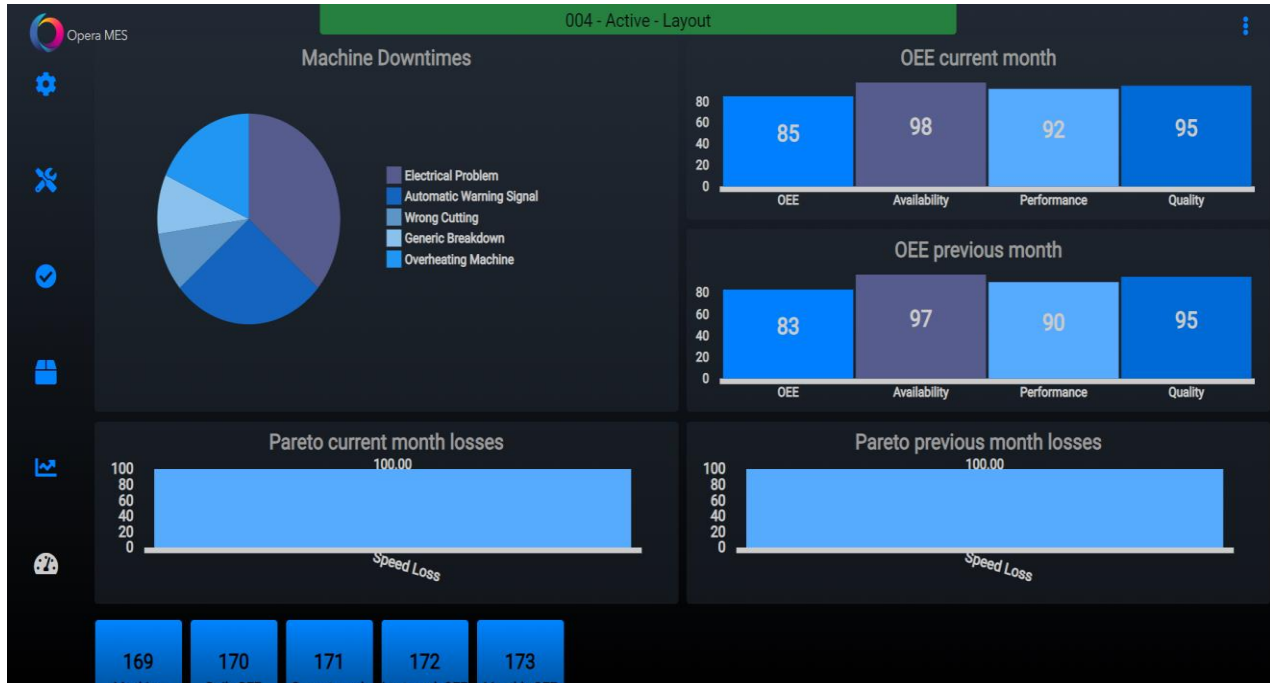 004 - Active - Layout
Opera MES
Machine Downtimes
Electrical Problem
Automatic Warning Signal
Wrong Cutting
Generic Breakdown
Overheating Machine
OEE current month
80
60
40
20
0
85
98
92
95
OEE
Availability
Performance
Quality
OEE previous month
80
60
40
20
0
83
97
90
95
OEE
Availability
Performance
Quality
Pareto current month losses
100.00
100
80
60
40
20
0
Speed Loss
Pareto previous month losses
100.00
100
80
60
40
20
0
Speed Loss
169
170
171
172
173